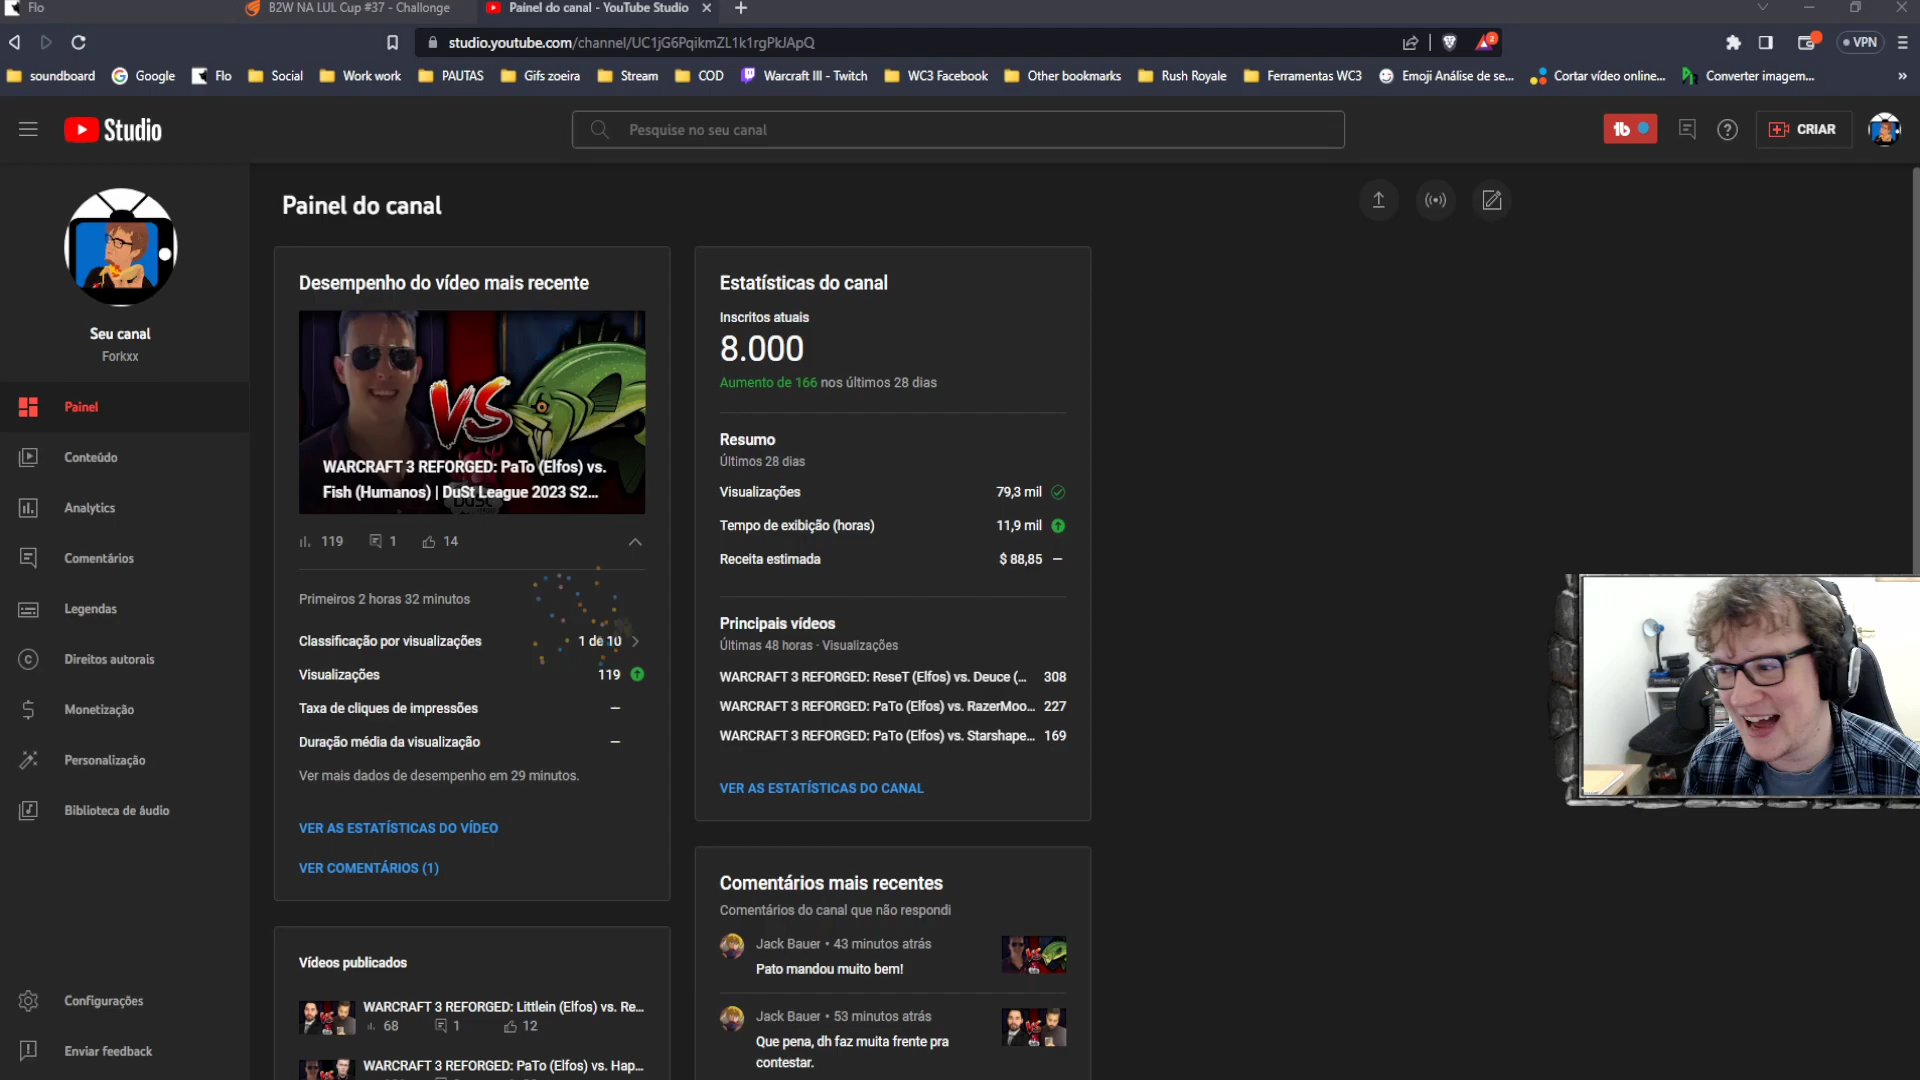 Flo
B2W NA LUL Cup #37 - Challonge
Painel do canal - YouTube Studio
studio.youtube.com/channel/UC1jG6PqikmZL1k1rgPkJApQ
2
VPN
soundboard
Google
Flo
Social
Work work
PAUTAS
Gifs zoeira
Stream
COD
Warcraft III - Twitch
WC3 Facebook
Other bookmarks
Rush Royale
Ferramentas WC3
Emoji Análise de se...
Cortar vídeo online...
Converter imagem...
Studio
Pesquise no seu canal
CRIAR
Seu canal
Forkxx
Painel
Conteúdo
Analytics
Comentários
Legendas
Direitos autorais
Monetização
Personalização
Biblioteca de áudio
Configurações
Enviar feedback
Painel do canal
Desempenho do vídeo mais recente
VS
WARCRAFT 3 REFORGED: PaTo (Elfos) vs.
Fish (Humanos) | DuSt League 2023 S2...
119 1 14
Primeiros 2 horas 32 minutos
Classificação por visualizações 1 de 10
Visualizações 119
Taxa de cliques de impressões —
Duração média da visualização —
Ver mais dados de desempenho em 29 minutos.
VER AS ESTATÍSTICAS DO VÍDEO
VER COMENTÁRIOS (1)
Vídeos publicados
WARCRAFT 3 REFORGED: Littlein (Elfos) vs. Re...
68 1 12
WARCRAFT 3 REFORGED: PaTo (Elfos) vs. Hap...
Estatísticas do canal
Inscritos atuais
8.000
Aumento de 166 nos últimos 28 dias
Resumo
Últimos 28 dias
Visualizações 79,3 mil
Tempo de exibição (horas) 11,9 mil
Receita estimada $ 88,85 —
Principais vídeos
Últimas 48 horas · Visualizações
WARCRAFT 3 REFORGED: ReseT (Elfos) vs. Deuce (... 308
WARCRAFT 3 REFORGED: PaTo (Elfos) vs. RazerMoo... 227
WARCRAFT 3 REFORGED: PaTo (Elfos) vs. Starshape... 169
VER AS ESTATÍSTICAS DO CANAL
Comentários mais recentes
Comentários do canal que não respondi
Jack Bauer • 43 minutos atrás
Pato mandou muito bem!
Jack Bauer • 53 minutos atrás
Que pena, dh faz muita frente pra
contestar.